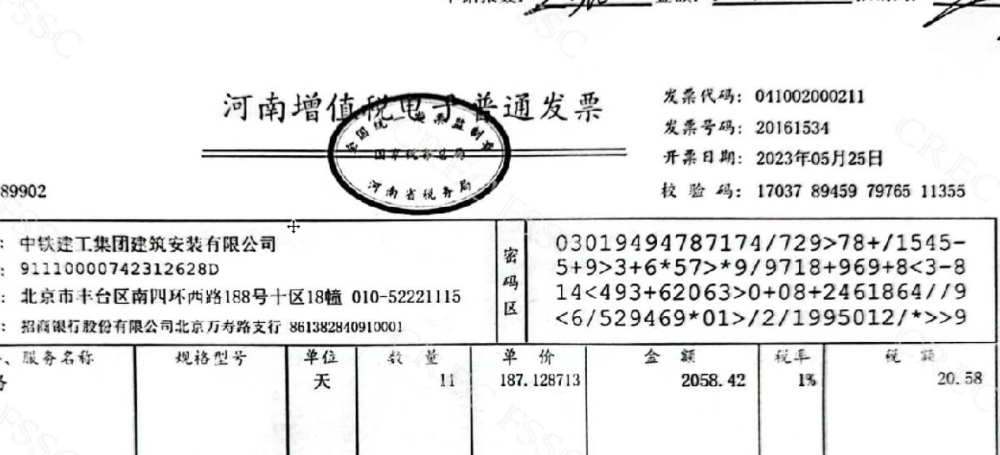 河南增值税电子普通发票
全国统一发票监制章
国家税务总局
河南省税务局
发票代码: 041002000211
发票号码: 20161534
开票日期: 2023年05月25日
校验码: 17037 89459 79765 11355
89902
: 中铁建工集团建筑安装有限公司
: 91110000742312628D
: 北京市丰台区南四环西路188号十区18幢 010-52221115
: 招商银行股份有限公司北京万寿路支行 861382840910001
密码区
03019494787174/729>78+/1545-
5+9>3+6*57>*9/9718+969+8<3-8
14<493+62063>0+08+2461864//9
<6/529469*01>/2/1995012/*>>9
、服务名称 规格型号 单位 数量 单价 金额 税率 税额
务 天 11 187.128713 2058.42 1% 20.58
CREC
FSSC